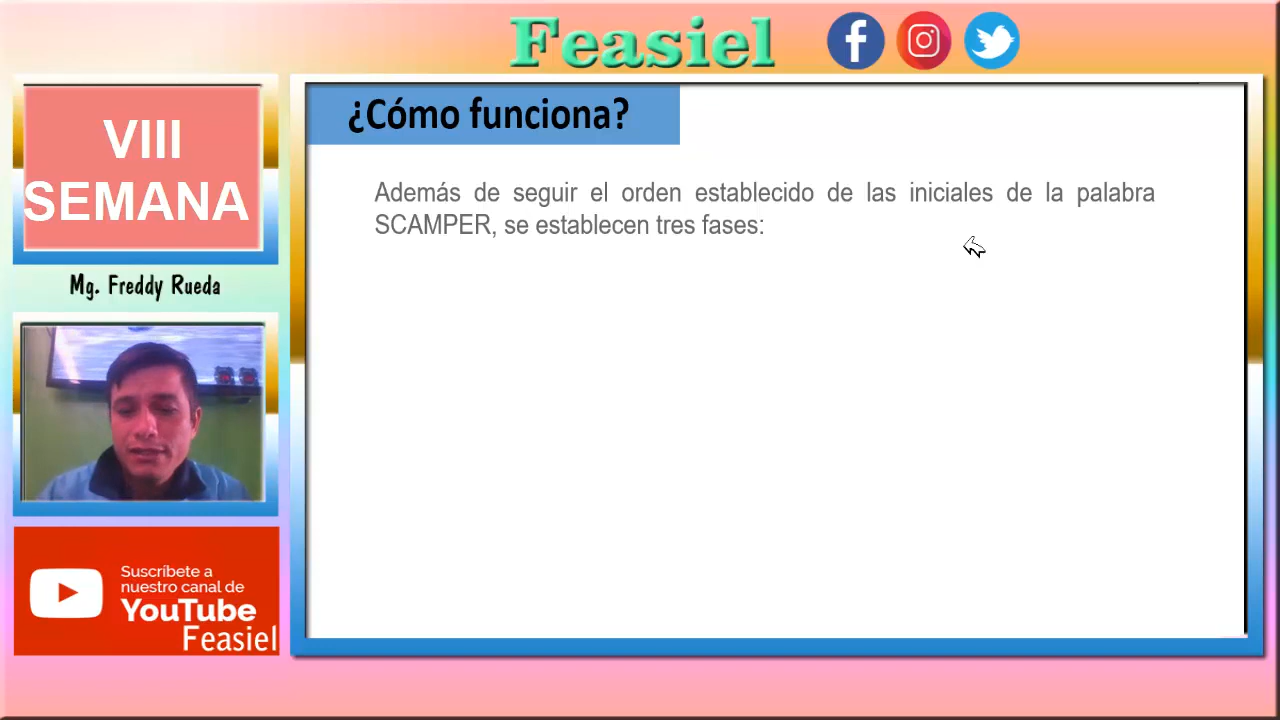 Feasiel
VIII
SEMANA
Mg. Freddy Rueda
¿Cómo funciona?
Además de seguir el orden establecido de las iniciales de la palabra
SCAMPER, se establecen tres fases:
Suscríbete a
nuestro canal de
YouTube
Feasiel